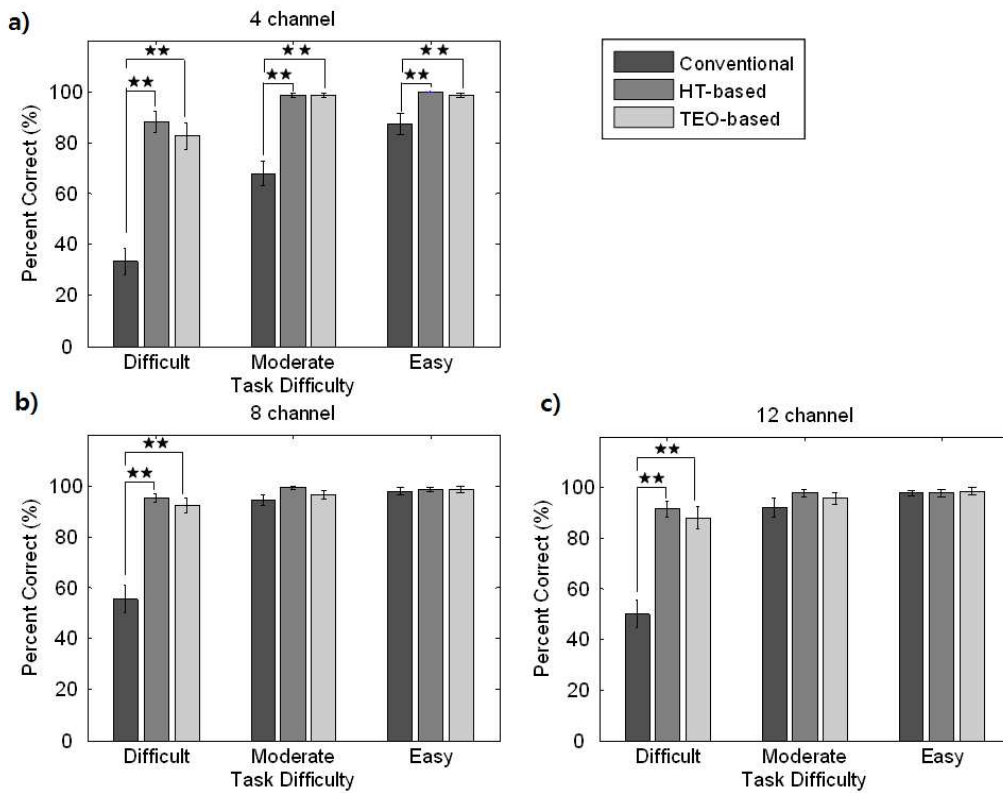 a)
4 channel
★★
★★
★★
★★
★★
★★
Percent Correct (%)
100
80
60
40
20
0
Difficult
Moderate
Easy
Task Difficulty
Conventional
HT-based
TEO-based
b)
8 channel
★★
★★
Percent Correct (%)
100
80
60
40
20
0
Difficult
Moderate
Easy
Task Difficulty
c)
12 channel
★★
★★
Percent Correct (%)
100
80
60
40
20
0
Difficult
Moderate
Easy
Task Difficulty